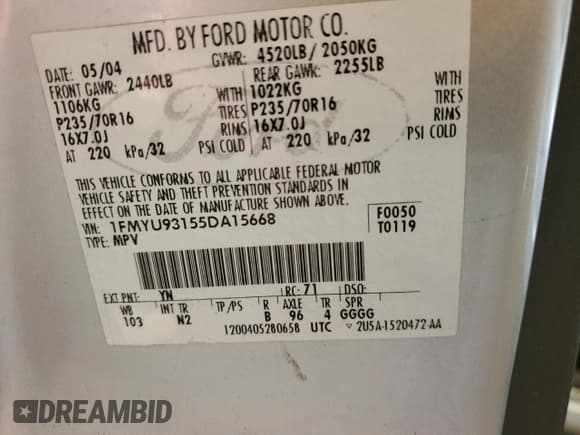 MFD. BY FORD MOTOR CO.
DATE: 05/04 GVWR: 4520LB/ 2050KG
FRONT GAWR: 2440LB REAR GAWR: 2255LB
1106KG WITH 1022KG WITH
P235/70R16 TIRES P235/70R16 TIRES
16X7.0J RIMS 16X7.0J RIMS
AT 220 kPa/32 PSI COLD AT 220 kPa/32 PSI COLD
THIS VEHICLE CONFORMS TO ALL APPLICABLE FEDERAL MOTOR
VEHICLE SAFETY AND THEFT PREVENTION STANDARDS IN
EFFECT ON THE DATE OF MANUFACTURE SHOWN ABOVE.
VIN: 1FMYU93155DA15668 F0050
TYPE: MPV T0119
EXT PNT: YN RC: 71 DSO:
WB INT TR TP/PS R AXLE TR SPR
103 N2 B 96 4 GGGG
1200405280658 UTC 2U5A-1520472-AA
Ford
DREAMBID